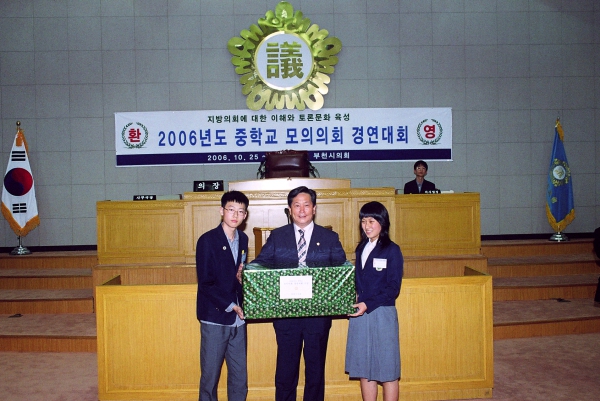 議
지방의회에 대한 이해와 토론문화 육성
환 2006년도 중학교 모의의회 경연대회 영
2006. 10. 25 부천시의회
의 장